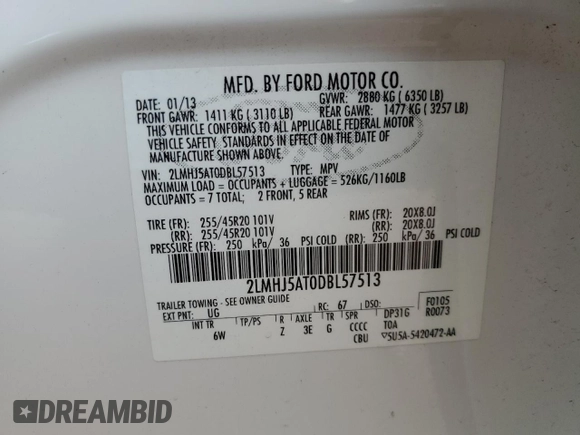 MFD. BY FORD MOTOR CO.
DATE: 01/13 GVWR: 2880 KG ( 6350 LB)
FRONT GAWR: 1411 KG ( 3110 LB) REAR GAWR: 1477 KG ( 3257 LB)
THIS VEHICLE CONFORMS TO ALL APPLICABLE FEDERAL MOTOR
VEHICLE SAFETY STANDARDS IN EFFECT ON THE DATE OF
MANUFACTURE SHOWN ABOVE.
VIN: 2LMHJ5AT0DBL57513 TYPE: MPV
MAXIMUM LOAD = OCCUPANTS + LUGGAGE = 526KG/1160LB
OCCUPANTS = 7 TOTAL; 2 FRONT, 5 REAR
TIRE (FR): 255/45R20 101V RIMS (FR): 20X8.0J
(RR): 255/45R20 101V (RR): 20X8.0J
PRESSURE (FR): 250 kPa/ 36 PSI COLD (RR): 250 kPa/ 36 PSI COLD
2LMHJ5AT0DBL57513
TRAILER TOWING - SEE OWNER GUIDE
EXT PNT: UG RC: 67 DSO: F0105
INT TR TP/PS R AXLE TR SPR DP31G R0073
6W Z 3E G CCCC TOA
CBU 5U5A-5420472-AA
DREAMBID